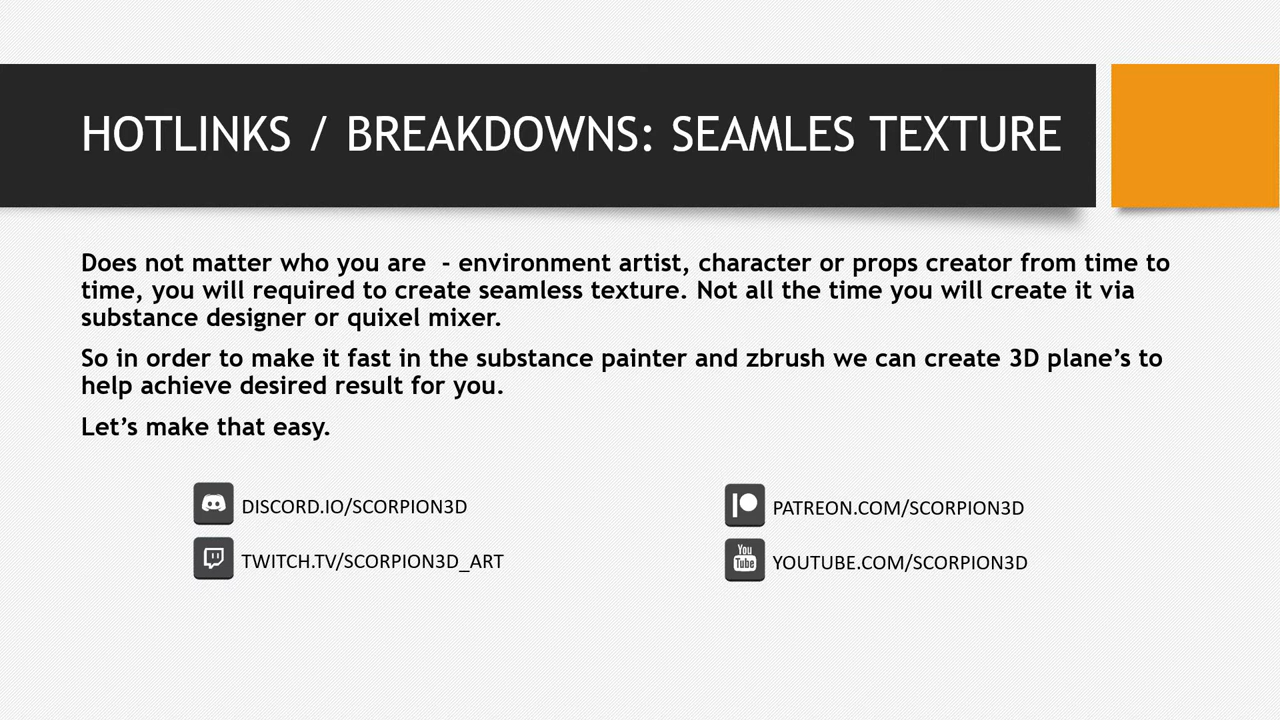 HOTLINKS / BREAKDOWNS: SEAMLES TEXTURE
Does not matter who you are  - environment artist, character or props creator from time to
time, you will required to create seamless texture. Not all the time you will create it via
substance designer or quixel mixer.
So in order to make it fast in the substance painter and zbrush we can create 3D plane’s to
help achieve desired result for you.
Let’s make that easy.
DISCORD.IO/SCORPION3D
PATREON.COM/SCORPION3D
TWITCH.TV/SCORPION3D_ART
You
Tube
YOUTUBE.COM/SCORPION3D